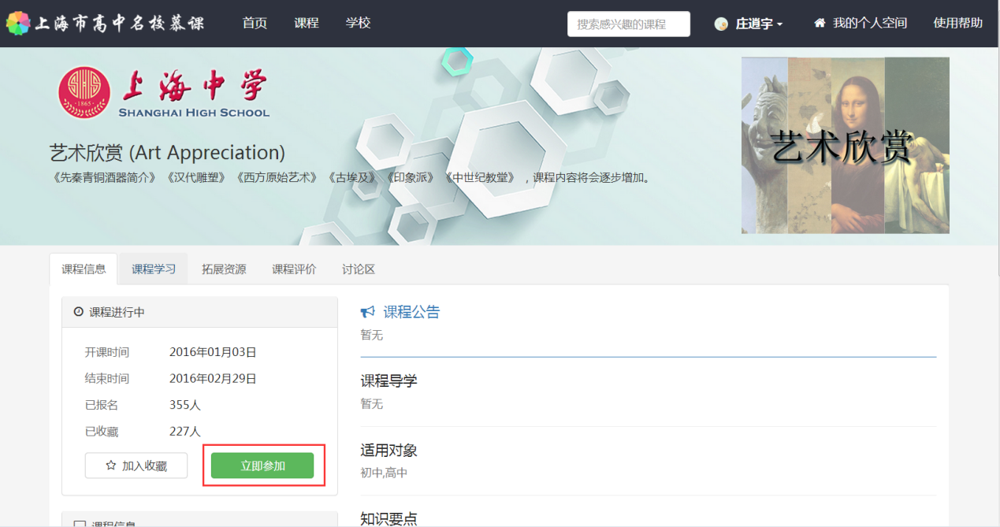 上海市高中名校慕课 首页 课程 学校 搜索感兴趣的课程 庄逍宇 我的个人空间 使用帮助
SHS
·1865·
上海中学
SHANGHAI HIGH SCHOOL
艺术欣赏 (Art Appreciation)
《先秦青铜酒器简介》 《汉代雕塑》 《西方原始艺术》 《古埃及》 《印象派》 《中世纪教堂》 ，课程内容将会逐步增加。
艺术欣赏
课程信息 课程学习 拓展资源 课程评价 讨论区
课程进行中
开课时间 2016年01月03日
结束时间 2016年02月29日
已报名 355人
已收藏 227人
加入收藏 立即参加
课程信息
课程公告
暂无
课程导学
暂无
适用对象
初中,高中
知识要点